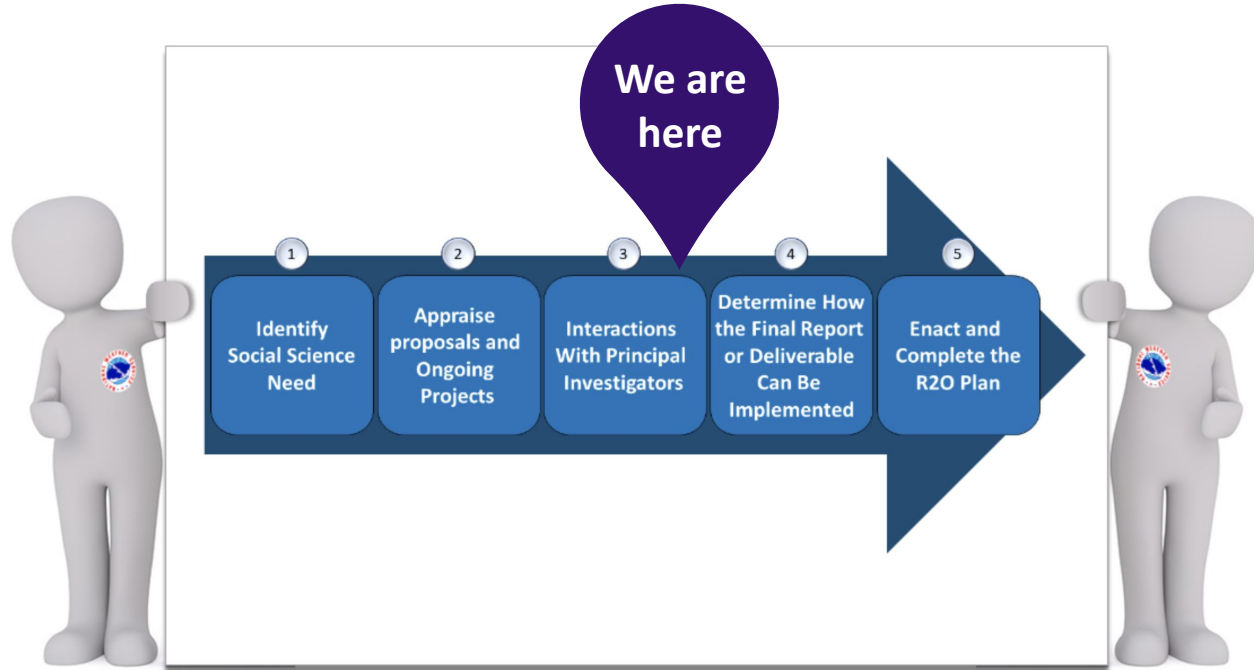 We are
here
1
2
3
4
5
Identify
Social Science
Need
Appraise
proposals and
Ongoing
Projects
Interactions
With Principal
Investigators
Determine How
the Final Report
or Deliverable
Can Be
Implemented
Enact and
Complete the
R2O Plan